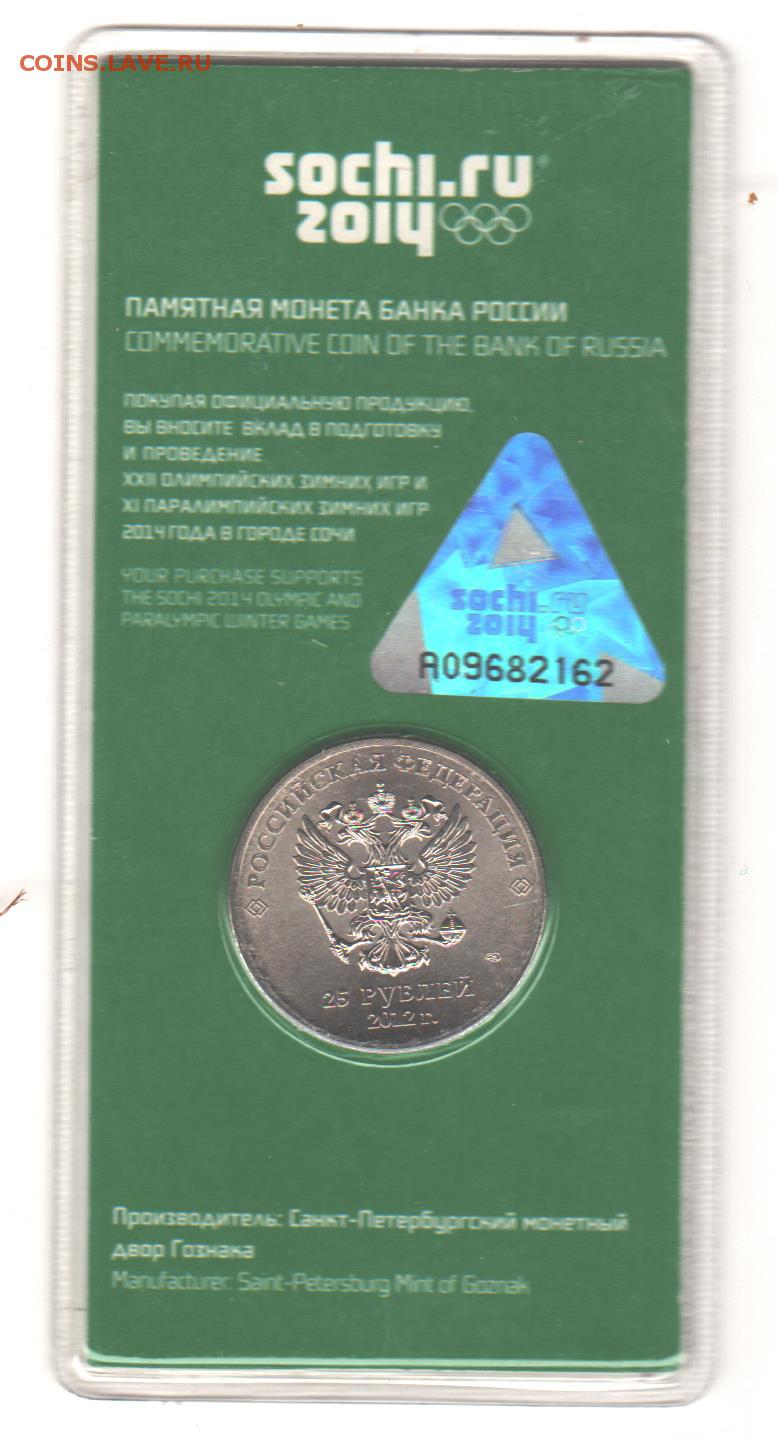 COINS.LAVE.RU
sochi.ru
2014
ПАМЯТНАЯ МОНЕТА БАНКА РОССИИ
COMMEMORATIVE COIN OF THE BANK OF RUSSIA
ПОКУПАЯ ОФИЦИАЛЬНУЮ ПРОДУКЦИЮ,
ВЫ ВНОСИТЕ ВКЛАД В ПОДГОТОВКУ
И ПРОВЕДЕНИЕ
XXII ОЛИМПИЙСКИХ ЗИМНИХ ИГР И
XI ПАРАЛИМПИЙСКИХ ЗИМНИХ ИГР
2014 ГОДА В ГОРОДЕ СОЧИ
YOUR PURCHASE SUPPORTS
THE SOCHI 2014 OLYMPIC AND
PARALYMPIC WINTER GAMES
sochi.ru
2014
A09682162
РОССИЙСКАЯ ФЕДЕРАЦИЯ
25 РУБЛЕЙ
2012 г.
Производитель: Санкт-Петербургский монетный
двор Гознака
Manufacturer: Saint-Petersburg Mint of Goznak